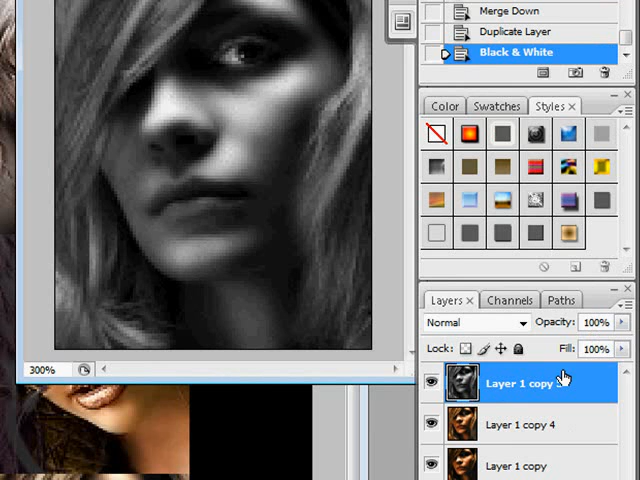 Merge Down
Duplicate Layer
Black & White
Color Swatches Styles x
Layers x Channels Paths
Normal Opacity: 100%
Lock: Fill: 100%
Layer 1 copy
Layer 1 copy 4
Layer 1 copy
300%